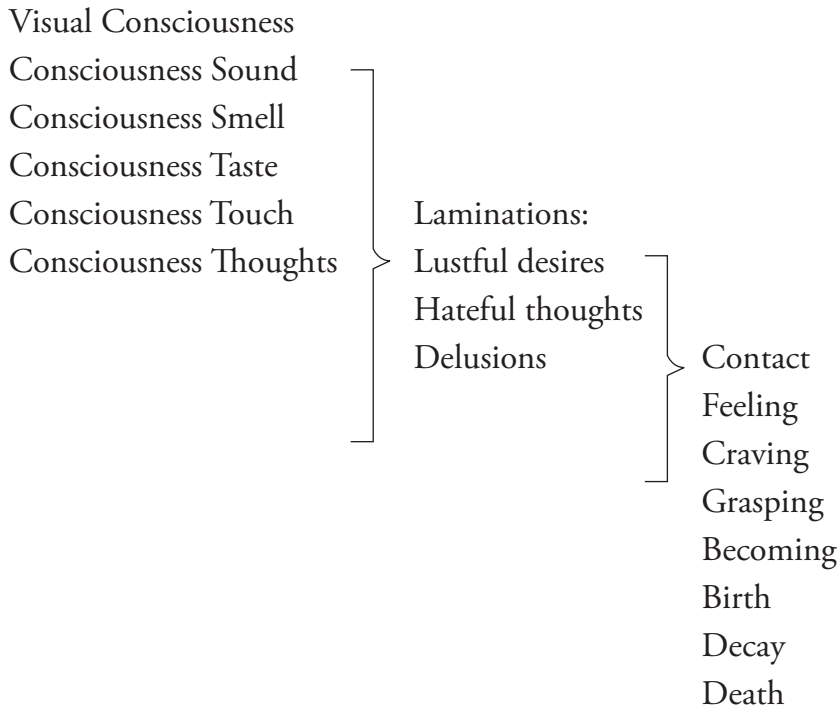 Visual Consciousness
Consciousness Sound
Consciousness Smell
Consciousness Taste
Consciousness Touch
Consciousness Thoughts
Laminations:
Lustful desires
Hateful thoughts
Delusions
Contact
Feeling
Craving
Grasping
Becoming
Birth
Decay
Death